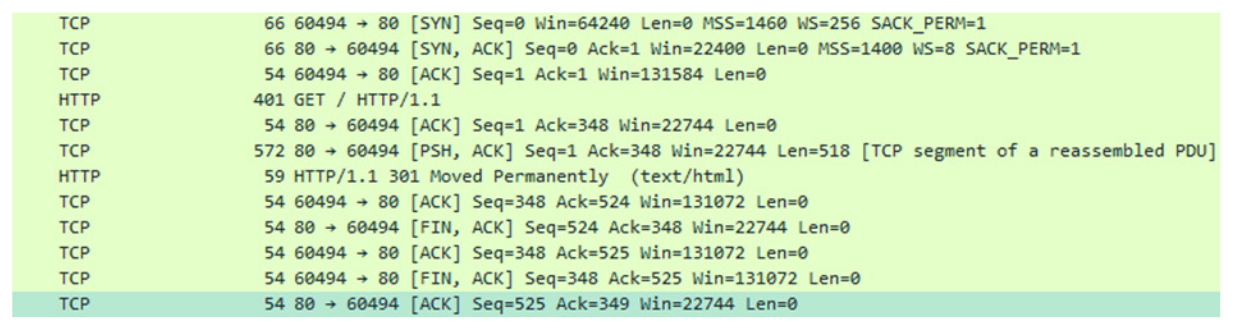 TCP 66 60494 → 80 [SYN] Seq=0 Win=64240 Len=0 MSS=1460 WS=256 SACK_PERM=1
TCP 66 80 → 60494 [SYN, ACK] Seq=0 Ack=1 Win=22400 Len=0 MSS=1400 WS=8 SACK_PERM=1
TCP 54 60494 → 80 [ACK] Seq=1 Ack=1 Win=131584 Len=0
HTTP 401 GET / HTTP/1.1
TCP 54 80 → 60494 [ACK] Seq=1 Ack=348 Win=22744 Len=0
TCP 572 80 → 60494 [PSH, ACK] Seq=1 Ack=348 Win=22744 Len=518 [TCP segment of a reassembled PDU]
HTTP 59 HTTP/1.1 301 Moved Permanently (text/html)
TCP 54 60494 → 80 [ACK] Seq=348 Ack=524 Win=131072 Len=0
TCP 54 80 → 60494 [FIN, ACK] Seq=524 Ack=348 Win=22744 Len=0
TCP 54 60494 → 80 [ACK] Seq=348 Ack=525 Win=131072 Len=0
TCP 54 60494 → 80 [FIN, ACK] Seq=348 Ack=525 Win=131072 Len=0
TCP 54 80 → 60494 [ACK] Seq=525 Ack=349 Win=22744 Len=0